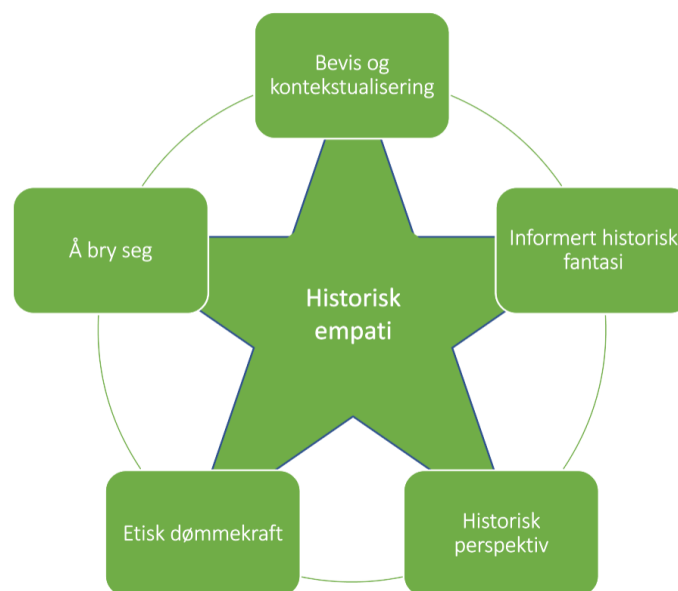 Bevis og
kontekstualisering
Informert historisk
fantasi
Å bry seg
Historisk
empati
Etisk dømmekraft
Historisk
perspektiv